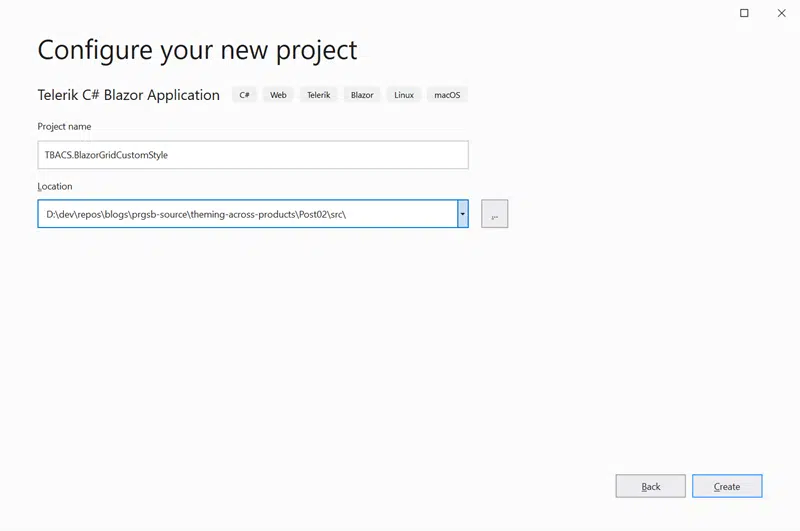 Configure your new project
Telerik C# Blazor Application C# Web Telerik Blazor Linux macOS
Project name
TBACS.BlazorGridCustomStyle
Location
D:\dev\repos\blogs\prgsb-source\theming-across-products\Post02\src\
...
Back Create